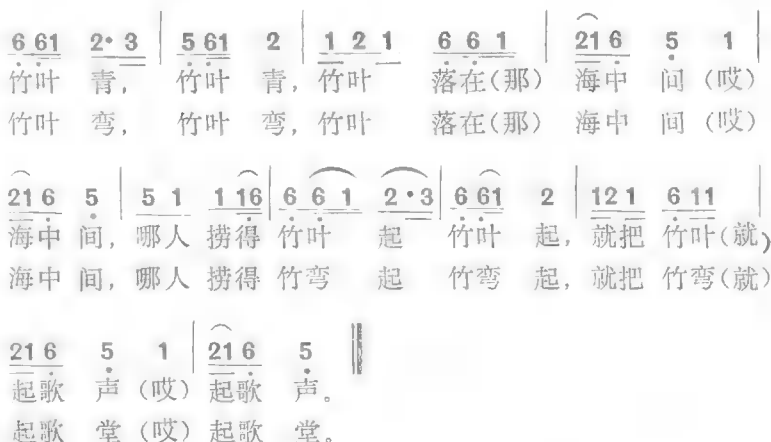 6 61 2· 3 | 5 61 2 | 1 2 1 6 6 1 | 21 6 5 1 |
竹叶 青， 竹叶 青，竹叶 落在(那) 海中 间 (哎)
竹叶 弯， 竹叶 弯，竹叶 落在(那) 海中 间 (哎)
21 6 5 | 5 1 1 16 | 6 6 1 2·3 | 6 61 2 | 12 1 6 11 |
海中 间，哪人 捞得 竹叶 起 竹叶 起，就把 竹叶(就)
海中 间，哪人 捞得 竹弯 起 竹弯 起，就把 竹弯(就)
21 6 5 1 | 21 6 5 ‖
起歌 声 (哎) 起歌 声。
起歌 堂 (哎) 起歌 堂。